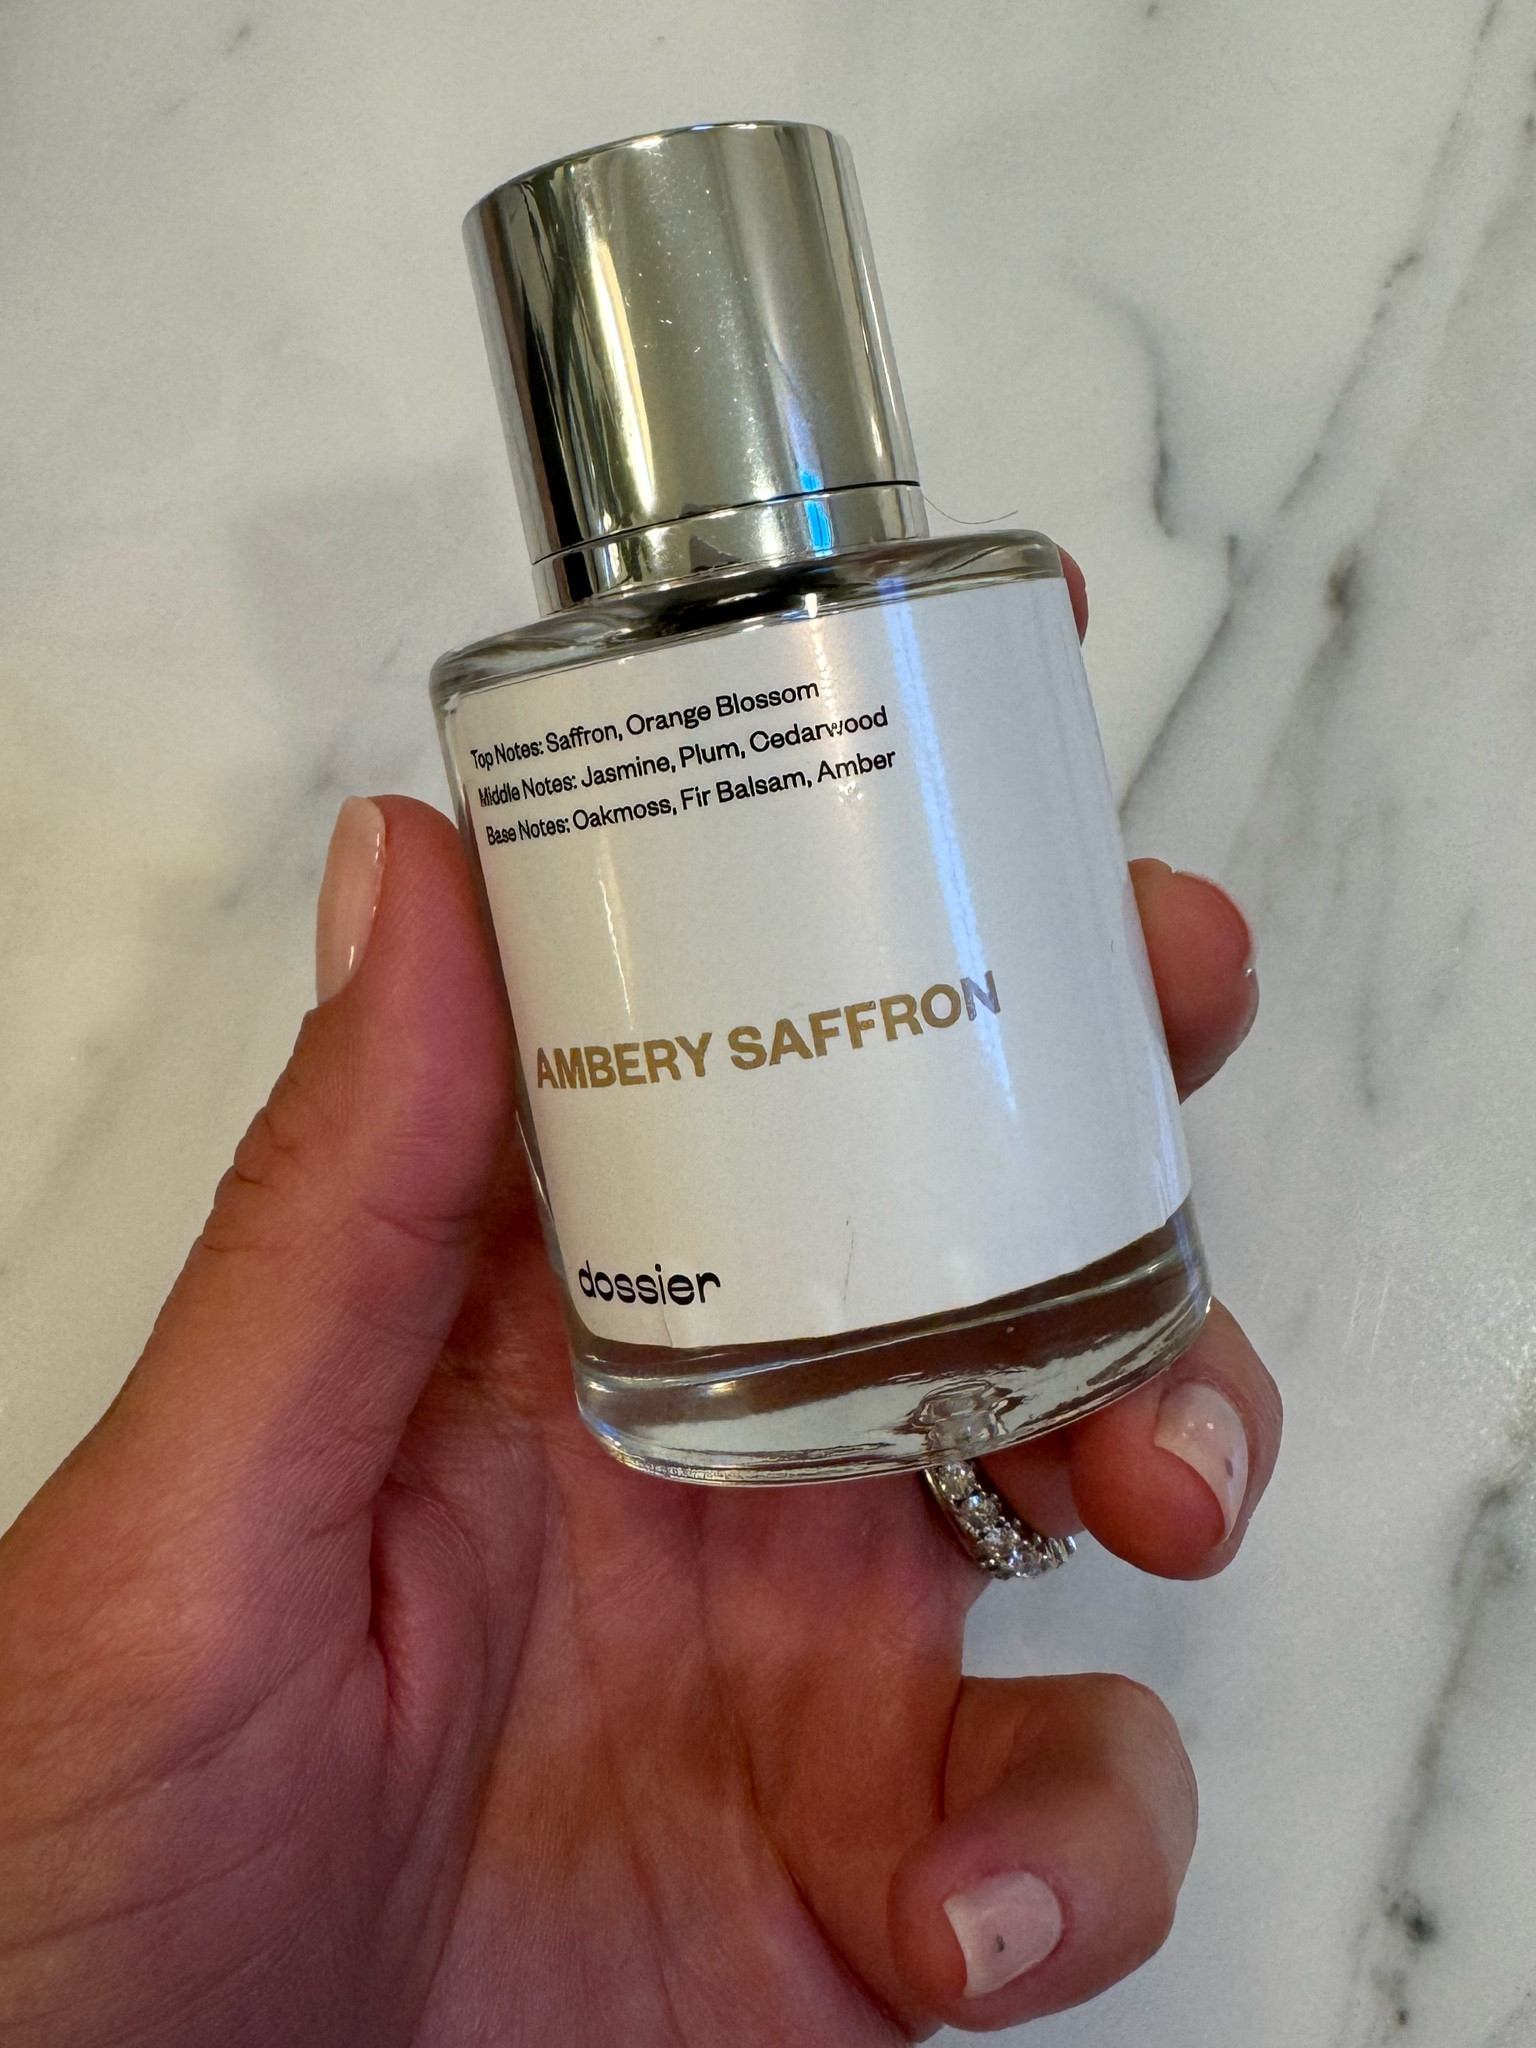 Top Notes: Saffron, Orange Blossom
Middle Notes: Jasmine, Plum, Cedarwood
Base Notes: Oakmoss, Fir Balsam, Amber
AMBERY SAFFRON
dossier